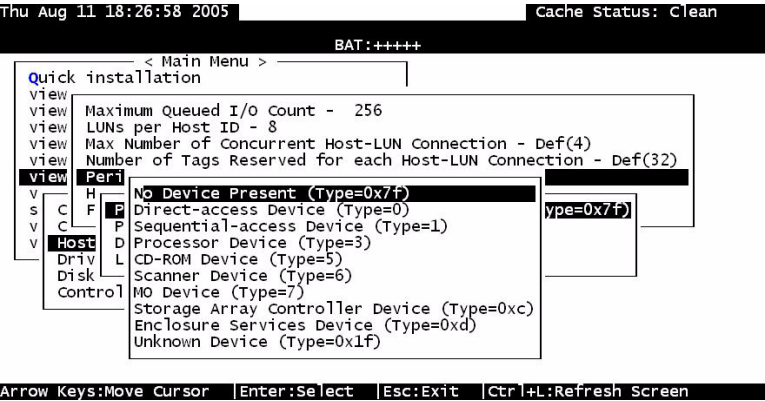 Thu Aug 11 18:26:58 2005 Cache Status: Clean
BAT:+++++
< Main Menu >
Quick installation
view
view Maximum Queued I/O Count - 256
view LUNs per Host ID - 8
view Max Number of Concurrent Host-LUN Connection - Def(4)
view Number of Tags Reserved for each Host-LUN Connection - Def(32)
view Peri
v H No Device Present (Type=0x7f)
s C F P Direct-access Device (Type=0) ype=0x7f)
v C P Sequential-access Device (Type=1)
v Host D Processor Device (Type=3)
Driv L CD-ROM Device (Type=5)
Disk Scanner Device (Type=6)
Control MO Device (Type=7)
Storage Array Controller Device (Type=0xc)
Enclosure Services Device (Type=0xd)
Unknown Device (Type=0x1f)
Arrow Keys:Move Cursor |Enter:Select |Esc:Exit |Ctrl+L:Refresh Screen